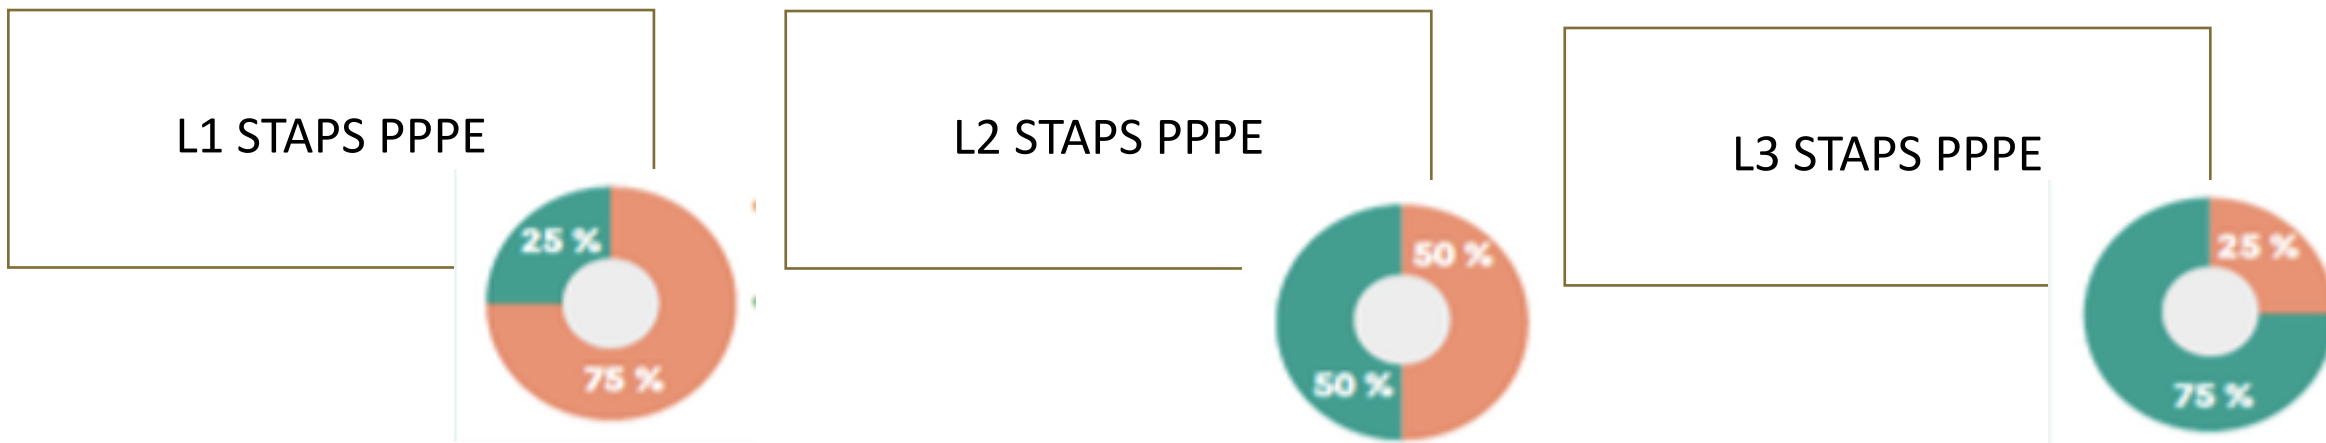 L1 STAPS PPPE
25 %
75 %
L2 STAPS PPPE
50 %
50 %
L3 STAPS PPPE
25 %
75 %